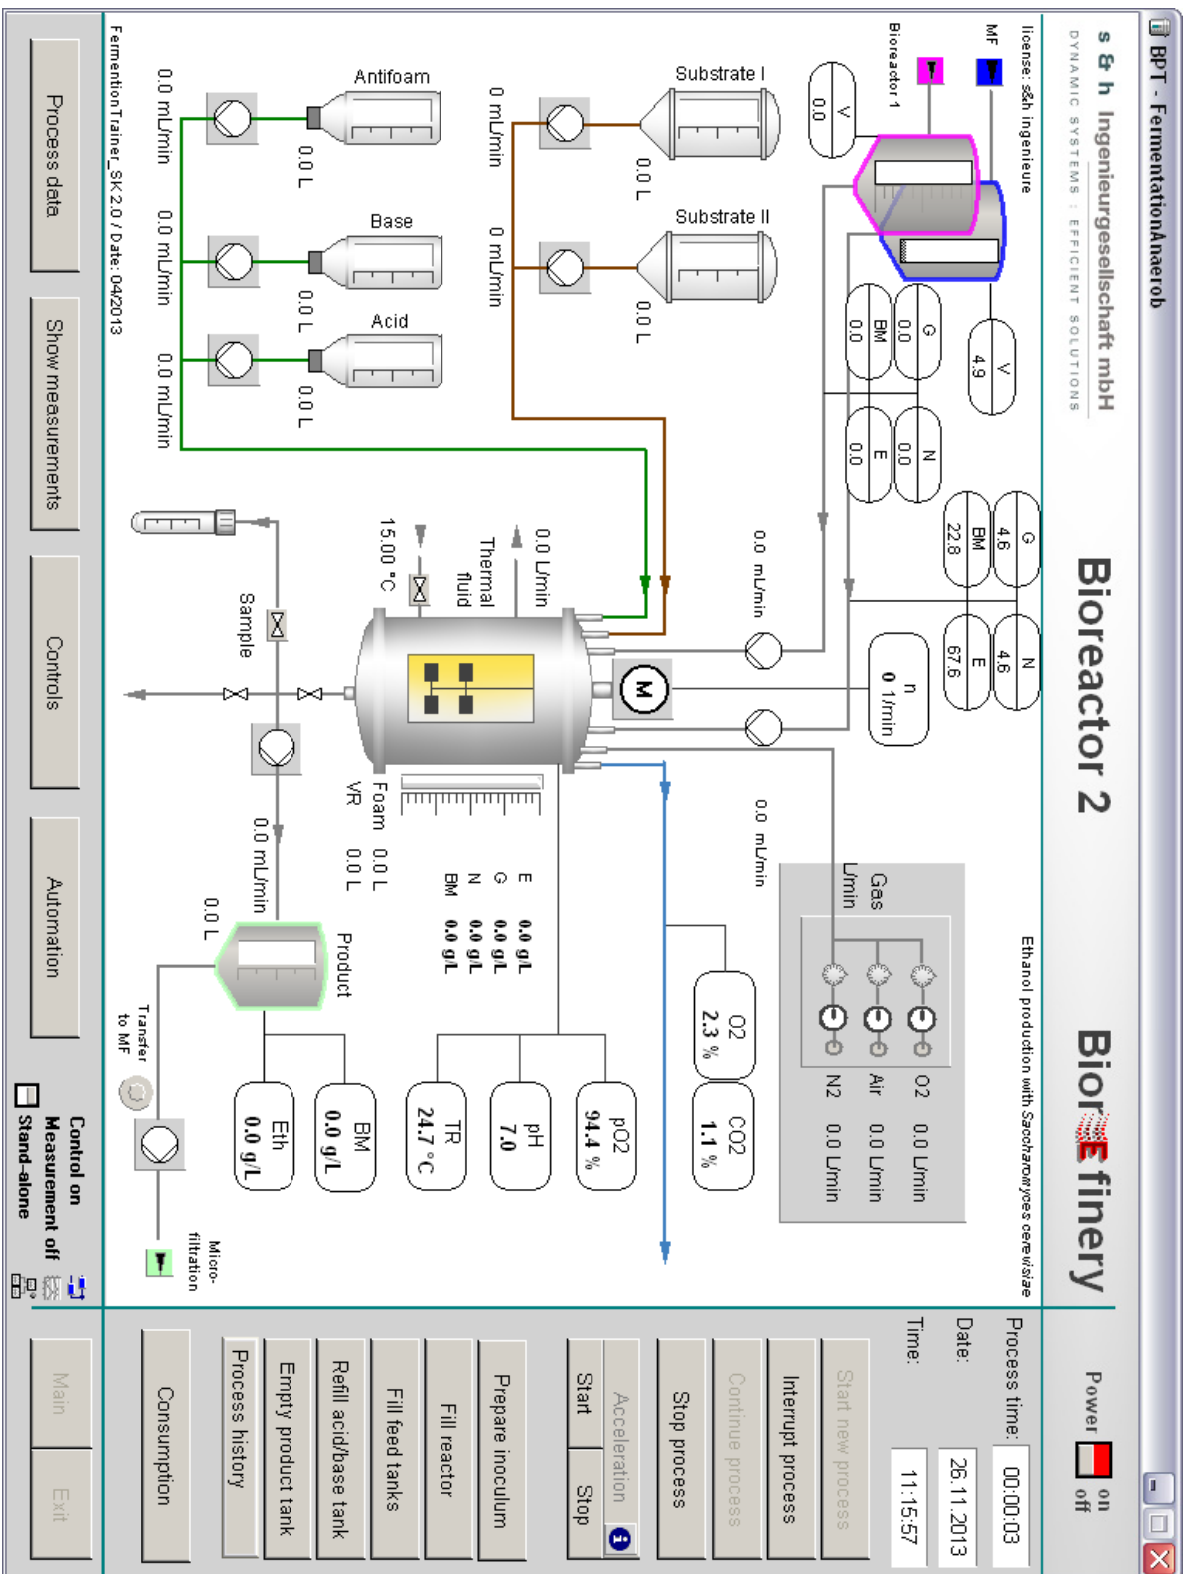 BPT - FermentationAnaerob
s & h Ingenieurgesellschaft mbH
DYNAMIC SYSTEMS : EFFICIENT SOLUTIONS
Bioreactor 2
BiorEfinery
Power
on
off
license: s&h ingenieure
Ethanol production with Saccharomyces cerevisiae
MF
Bioreactor 1
V
0.0
V
4.9
G
0.0
N
0.0
BM
0.0
E
0.0
G
4.6
N
4.6
BM
22.8
E
67.6
n
0 1/min
0.0 mL/min
0.0 mL/min
Gas
L/min
O2
0.0 L/min
Air
0.0 L/min
N2
0.0 L/min
O2
2.3 %
CO2
1.1 %
Substrate I
0.0 L
0 mL/min
Substrate II
0.0 L
0 mL/min
Antifoam
0.0 L
0.0 mL/min
Base
0.0 L
0.0 mL/min
Acid
0.0 L
0.0 mL/min
0.0 L/min
Thermal
fluid
15.00 °C
M
E 0.0 g/L
G 0.0 g/L
N 0.0 g/L
BM 0.0 g/L
Foam 0.0 L
VR 0.0 L
pO2
94.4 %
pH
7.0
TR
24.7 °C
BM
0.0 g/L
Eth
0.0 g/L
Sample
0.0 mL/min
Product
0.0 L
Transfer
to MF
Micro-
filtration
FermentionTrainer_SK 2.0 / Date: 04/2013
Process time: 00:00:03
Date: 26.11.2013
Time: 11:15:57
Start new process
Interrupt process
Continue process
Stop process
Acceleration
Start
Stop
Prepare inoculum
Fill reactor
Fill feed tanks
Refill acid/base tank
Empty product tank
Process history
Consumption
Process data
Show measurements
Controls
Automation
Control on
Measurement off
Stand-alone
Main
Exit